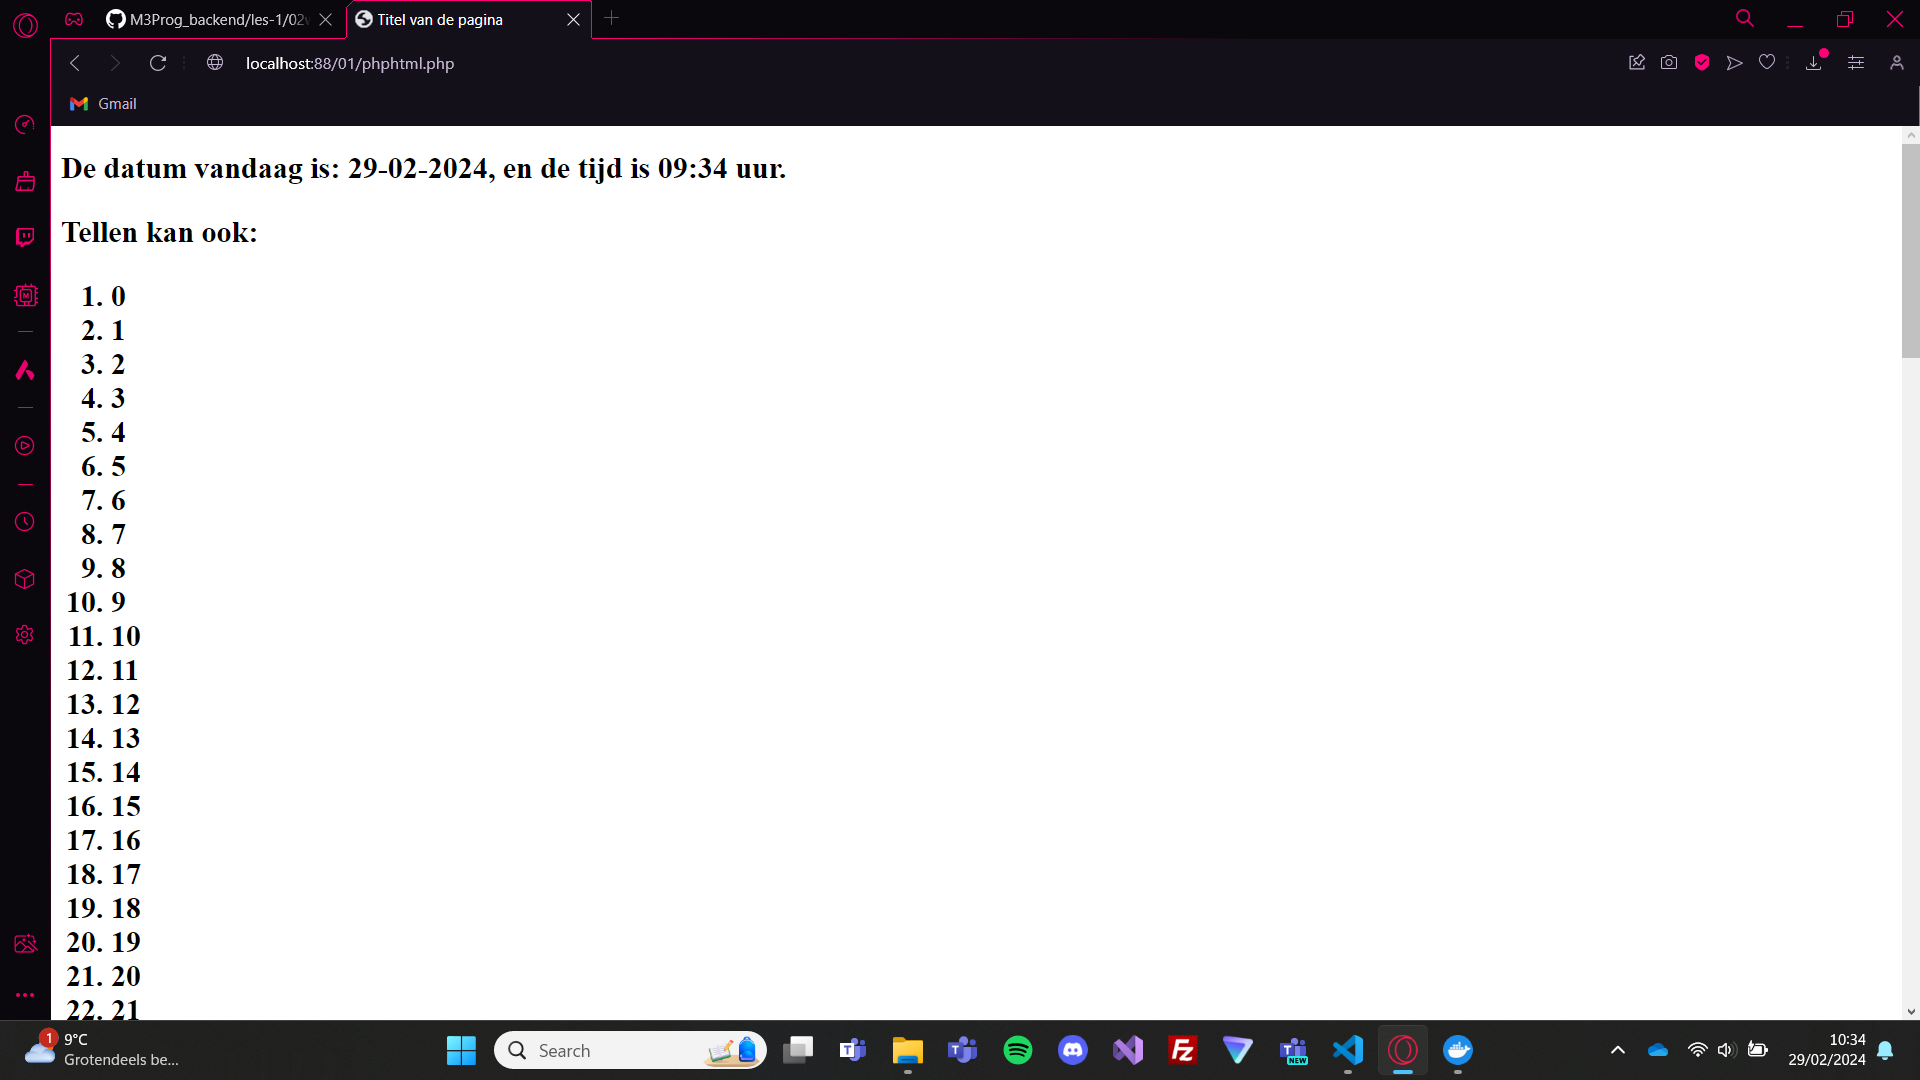 M3Prog_backend/les-1/02
Titel van de pagina
localhost:88/01/phphtml.php
Gmail
De datum vandaag is: 29-02-2024, en de tijd is 09:34 uur.
Tellen kan ook:
1. 0
2. 1
3. 2
4. 3
5. 4
6. 5
7. 6
8. 7
9. 8
10. 9
11. 10
12. 11
13. 12
14. 13
15. 14
16. 15
17. 16
18. 17
19. 18
20. 19
21. 20
22. 21
1
9°C
Grotendeels be...
Search
NEW
10:34
29/02/2024